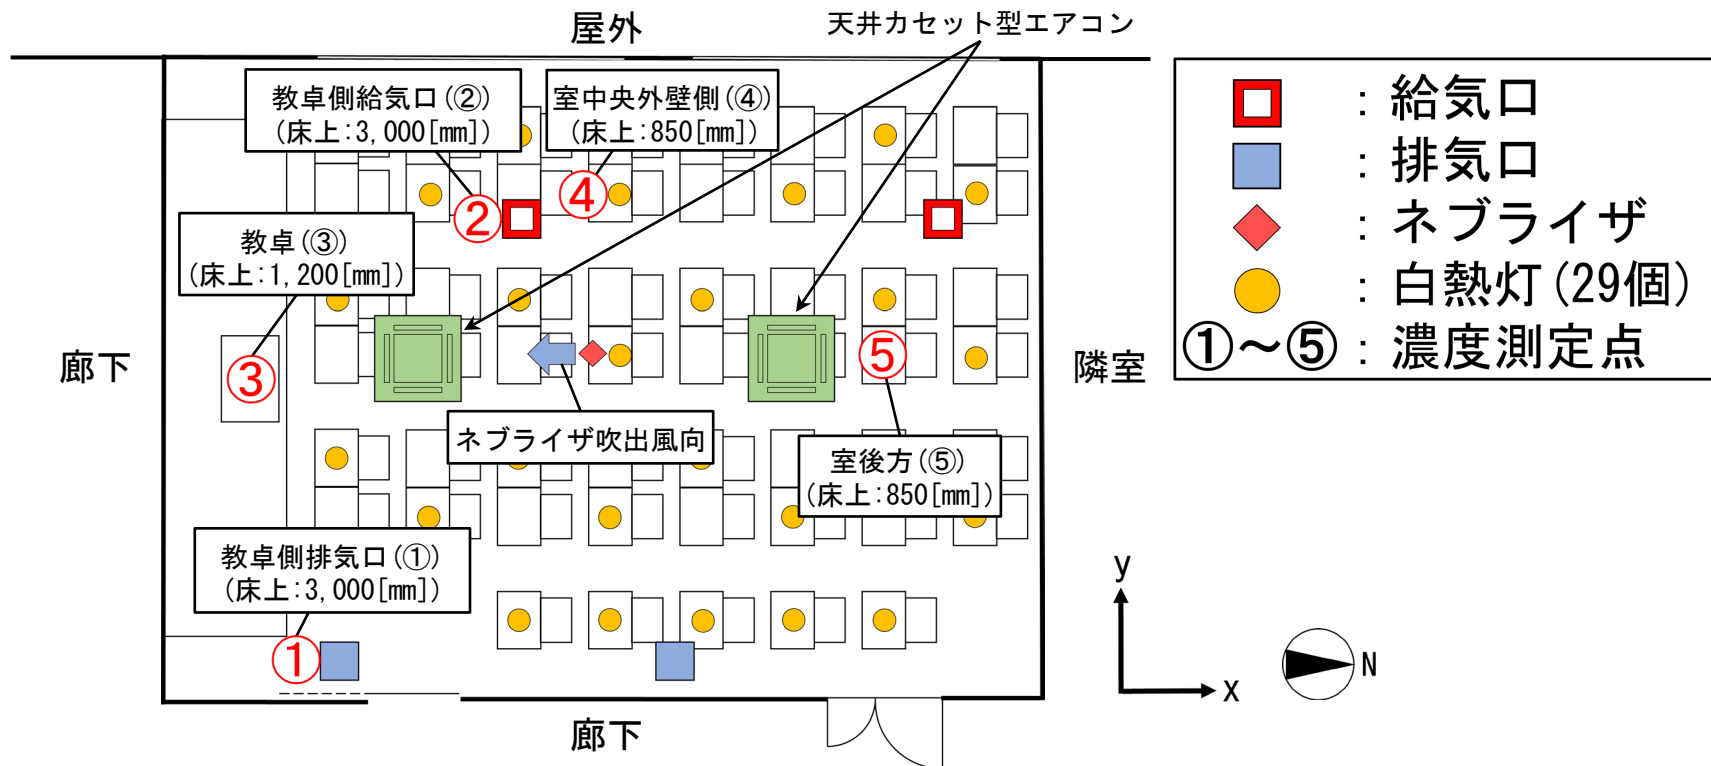 屋外
天井カセット型エアコン
教卓側給気口(②)
(床上:3,000[mm])
室中央外壁側(④)
(床上:850[mm])
②
④
教卓(③)
(床上:1,200[mm])
廊下
③
⑤
隣室
ネブライザ吹出風向
室後方(⑤)
(床上:850[mm])
教卓側排気口(①)
(床上:3,000[mm])
①
廊下
:給気口
:排気口
:ネブライザ
:白熱灯(29個)
①～⑤:濃度測定点
y
x
N